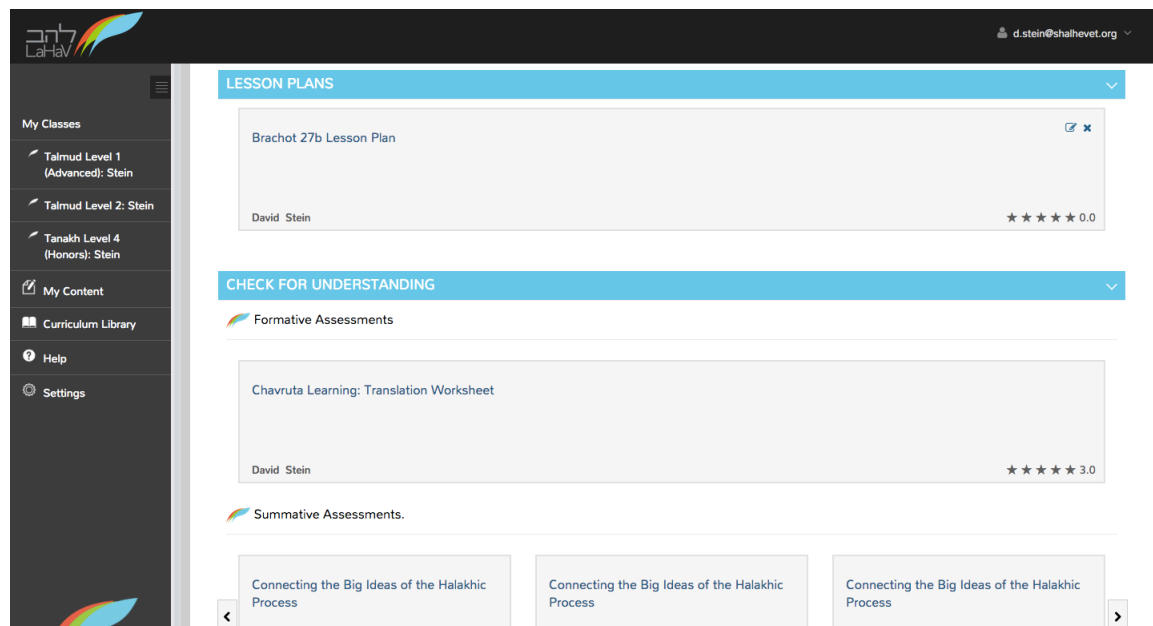 להב
LaHaV
d.stein@shalhevet.org
My Classes
Talmud Level 1
(Advanced): Stein
Talmud Level 2: Stein
Tanakh Level 4
(Honors): Stein
My Content
Curriculum Library
Help
Settings
LESSON PLANS
Brachot 27b Lesson Plan
David Stein
0.0
CHECK FOR UNDERSTANDING
Formative Assessments
Chavruta Learning: Translation Worksheet
David Stein
3.0
Summative Assessments.
Connecting the Big Ideas of the Halakhic
Process
Connecting the Big Ideas of the Halakhic
Process
Connecting the Big Ideas of the Halakhic
Process